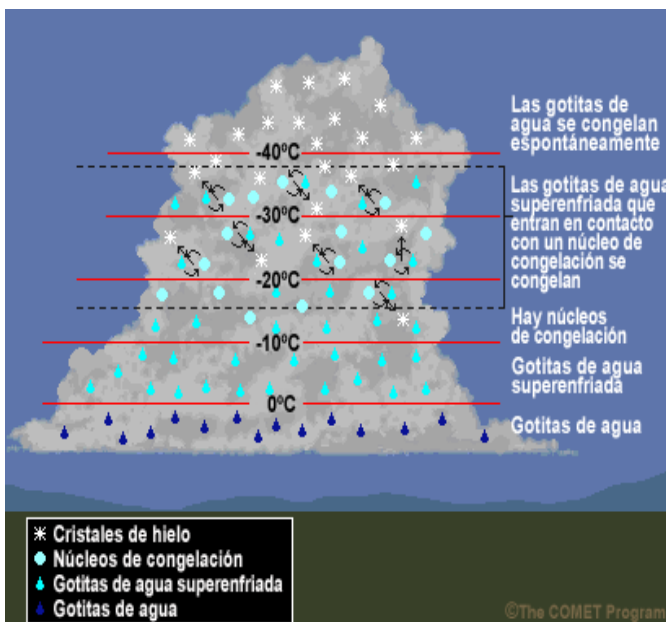 Las gotitas de
agua se congelan
espontáneamente
-40ºC
Las gotitas de agua
superenfriada que
entran en contacto
con un núcleo de
congelación se
congelan
-30ºC
-20ºC
Hay núcleos
de congelación
-10ºC
Gotitas de agua
superenfriada
0ºC
Gotitas de agua
Cristales de hielo
Núcleos de congelación
Gotitas de agua superenfriada
Gotitas de agua
©The COMET Program